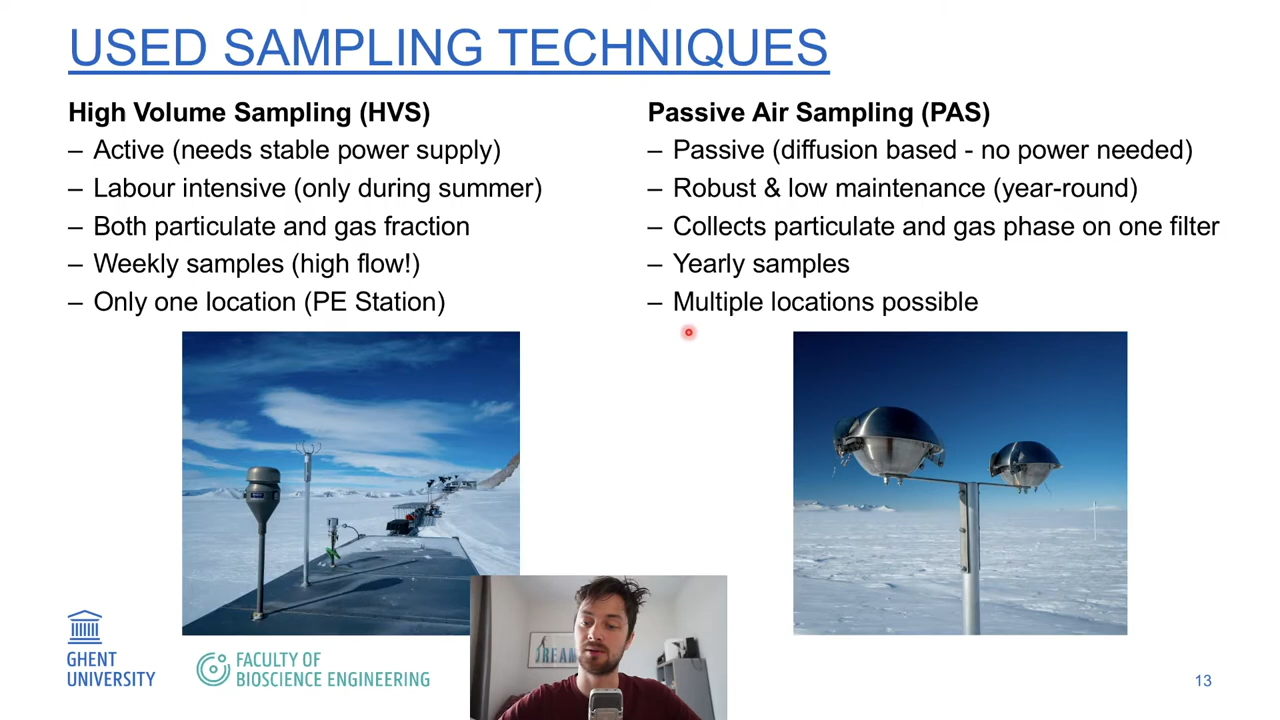 USED SAMPLING TECHNIQUES
High Volume Sampling (HVS)
– Active (needs stable power supply)
– Labour intensive (only during summer)
– Both particulate and gas fraction
– Weekly samples (high flow!)
– Only one location (PE Station)
Passive Air Sampling (PAS)
– Passive (diffusion based - no power needed)
– Robust & low maintenance (year-round)
– Collects particulate and gas phase on one filter
– Yearly samples
– Multiple locations possible
GHENT
UNIVERSITY
FACULTY OF
BIOSCIENCE ENGINEERING
13